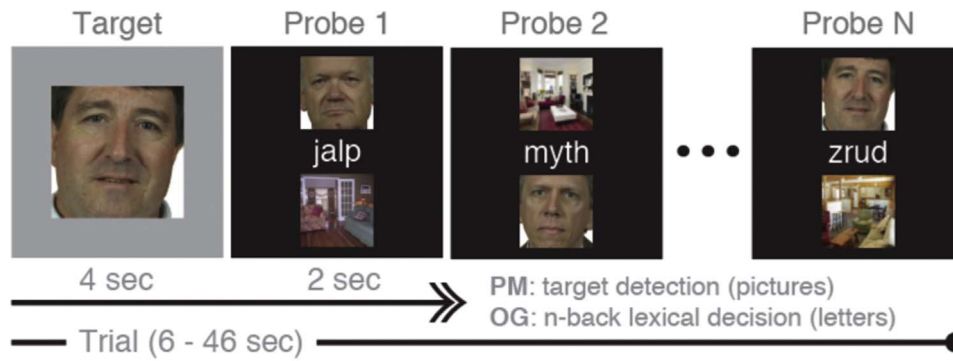 Target
Probe 1
Probe 2
Probe N
jalp
myth
•••
zrud
4 sec
2 sec
PM: target detection (pictures)
OG: n-back lexical decision (letters)
Trial (6 - 46 sec)